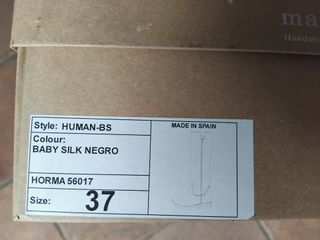 ma
Handm
Style: HUMAN-BS
MADE IN SPAIN
Colour:
BABY SILK NEGRO
HORMA 56017
Size: 37